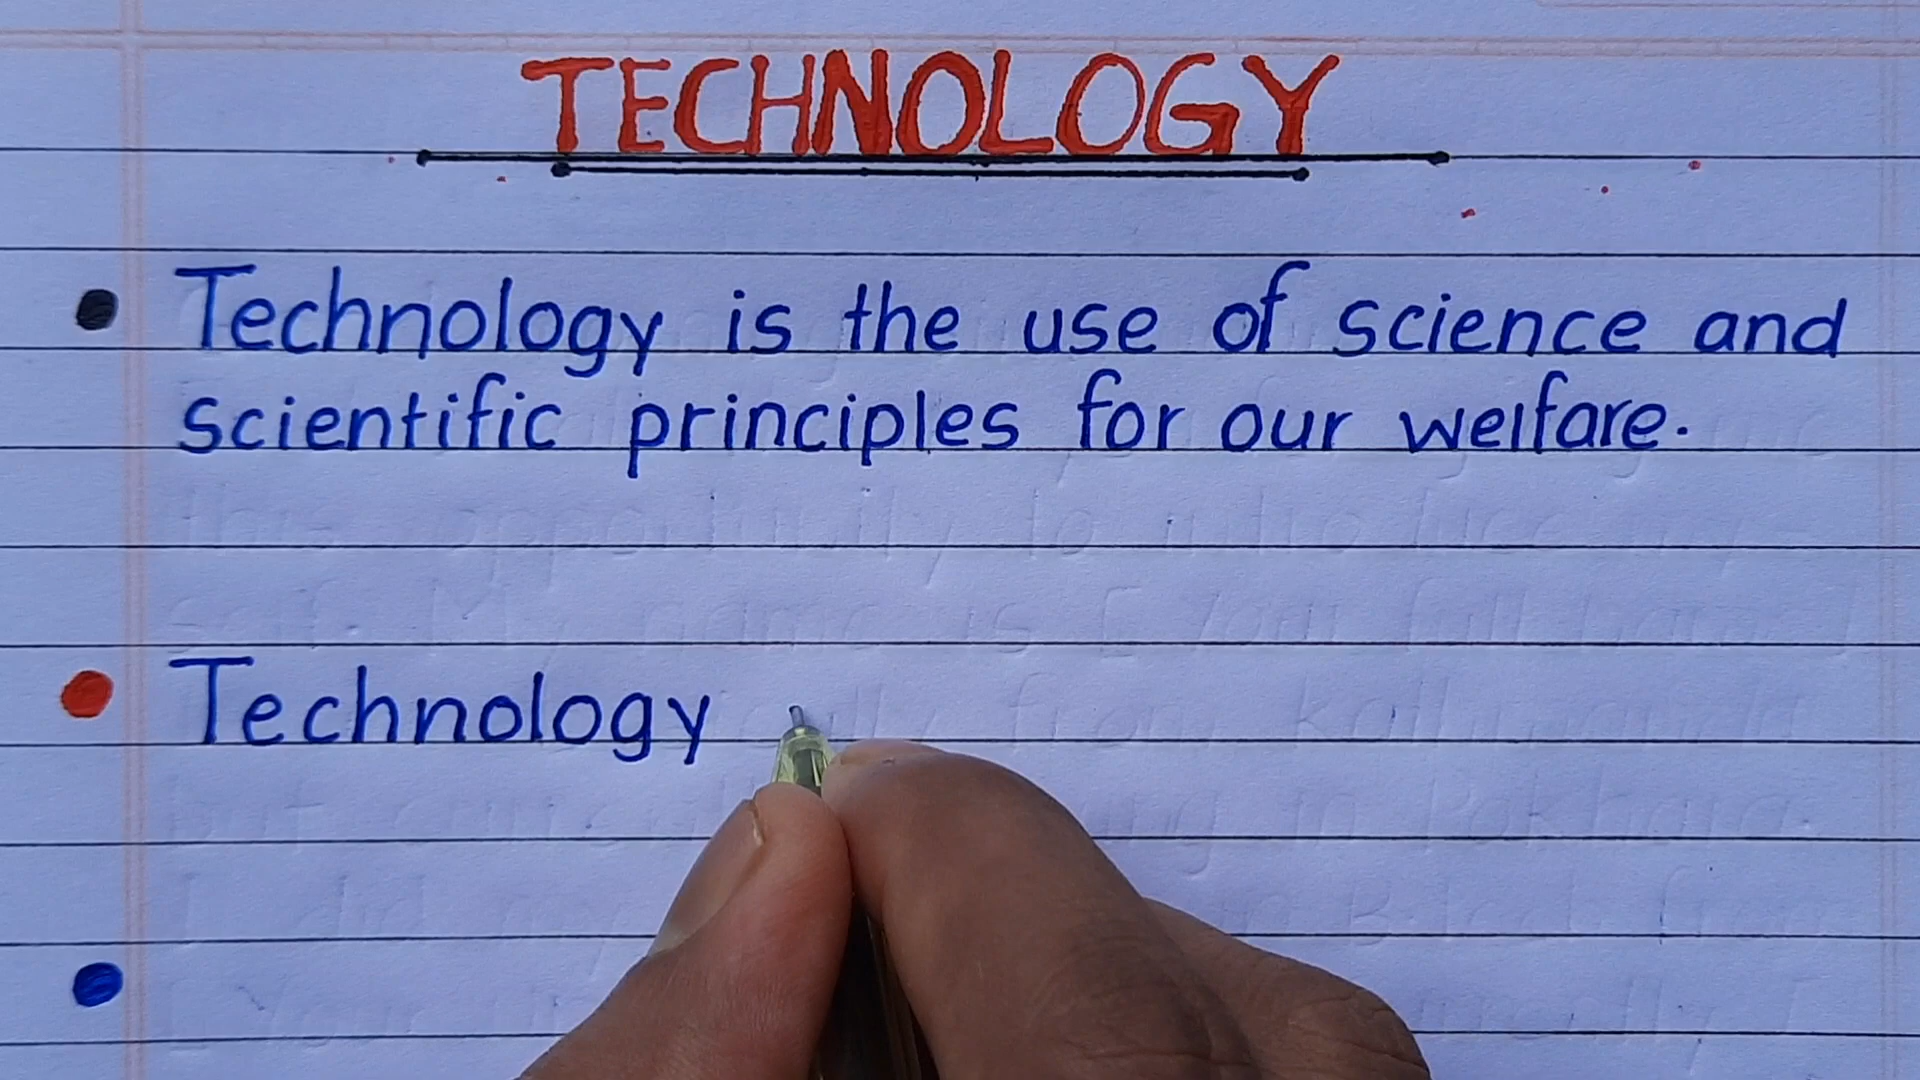 TECHNOLOGY
Technology is the use of science and
scientific principles for our welfare.
Technology